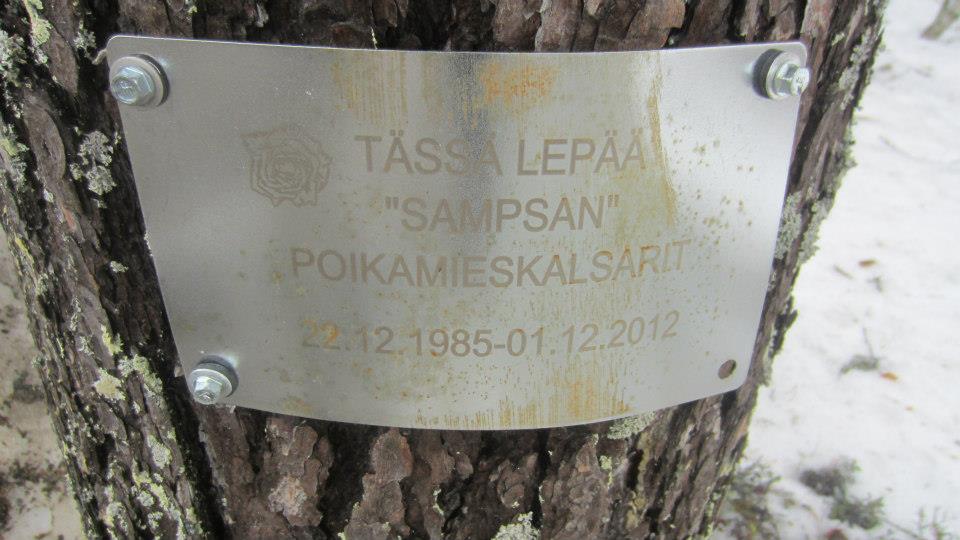 TÄSSÄ LEPÄÄ
"SAMPSAN"
POIKAMIESKALSARIT
22.12.1985-01.12.2012